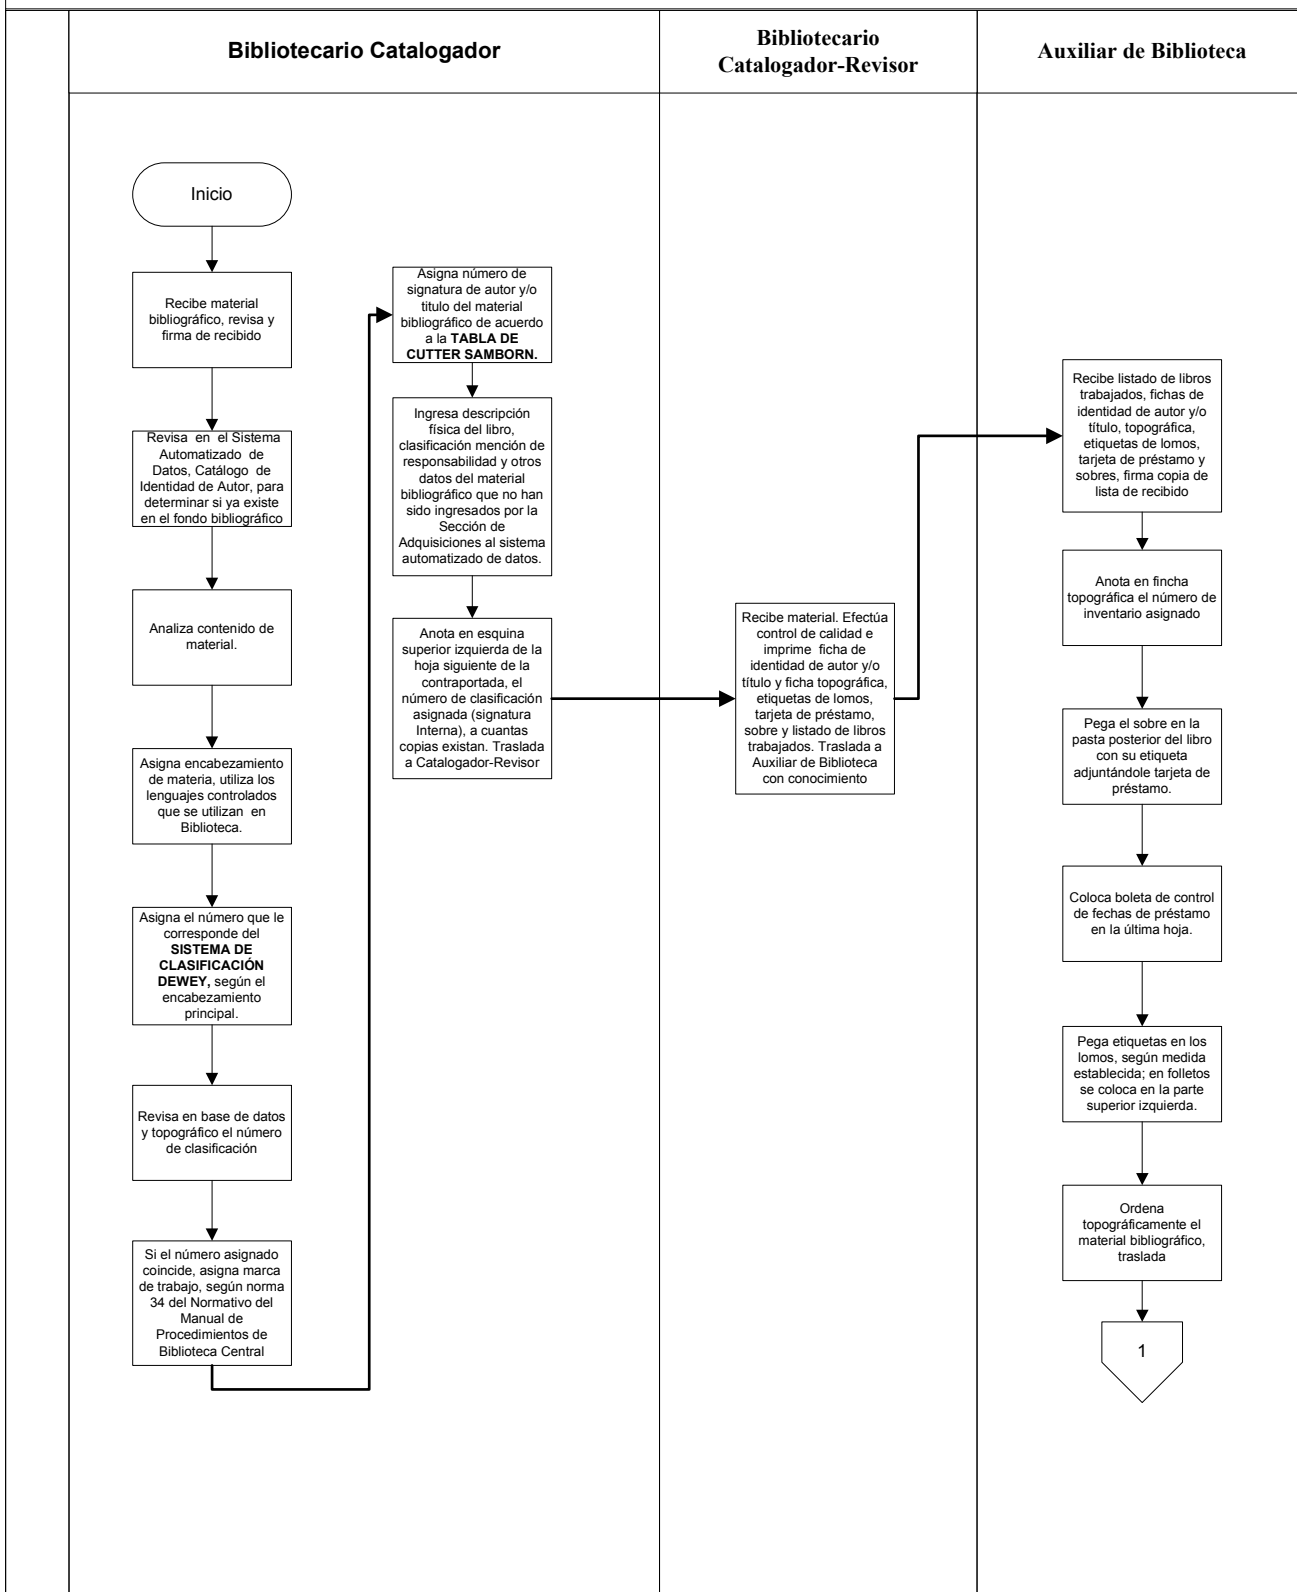 Bibliotecario Catalogador
Bibliotecario
Catalogador-Revisor
Auxiliar de Biblioteca
Inicio
Recibe material
bibliográfico, revisa y
firma de recibido
Revisa en el Sistema
Automatizado de
Datos, Catálogo de
Identidad de Autor, para
determinar si ya existe
en el fondo bibliográfico
Analiza contenido de
material.
Asigna encabezamiento
de materia, utiliza los
lenguajes controlados
que se utilizan en
Biblioteca.
Asigna el número que le
corresponde del
SISTEMA DE
CLASIFICACIÓN
DEWEY, según el
encabezamiento
principal.
Revisa en base de datos
y topográfico el número
de clasificación
Si el número asignado
coincide, asigna marca
de trabajo, según norma
34 del Normativo del
Manual de
Procedimientos de
Biblioteca Central
Asigna número de
signatura de autor y/o
titulo del material
bibliográfico de acuerdo
a la TABLA DE
CUTTER SAMBORN.
Ingresa descripción
física del libro,
clasificación mención de
responsabilidad y otros
datos del material
bibliográfico que no han
sido ingresados por la
Sección de
Adquisiciones al sistema
automatizado de datos.
Anota en esquina
superior izquierda de la
hoja siguiente de la
contraportada, el
número de clasificación
asignada (signatura
Interna), a cuantas
copias existan. Traslada
a Catalogador-Revisor
Recibe material. Efectúa
control de calidad e
imprime ficha de
identidad de autor y/o
título y ficha topográfica,
etiquetas de lomos,
tarjeta de préstamo,
sobre y listado de libros
trabajados. Traslada a
Auxiliar de Biblioteca
con conocimiento
Recibe listado de libros
trabajados, fichas de
identidad de autor y/o
título, topográfica,
etiquetas de lomos,
tarjeta de préstamo y
sobres, firma copia de
lista de recibido
Anota en fincha
topográfica el número de
inventario asignado
Pega el sobre en la
pasta posterior del libro
con su etiqueta
adjuntándole tarjeta de
préstamo.
Coloca boleta de control
de fechas de préstamo
en la última hoja.
Pega etiquetas en los
lomos, según medida
establecida; en folletos
se coloca en la parte
superior izquierda.
Ordena
topográficamente el
material bibliográfico,
traslada
1